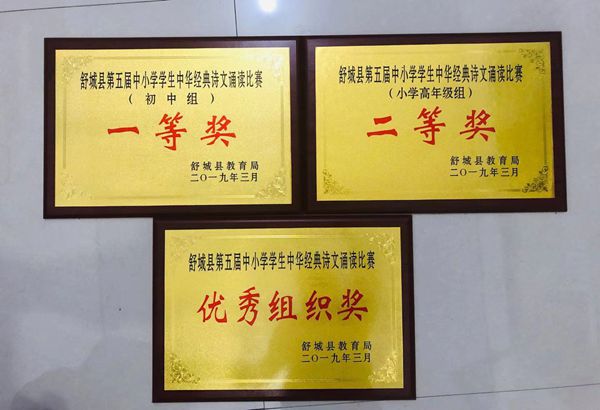 舒城县第五届中小学学生中华经典诗文诵读比赛
(初中组)
一等奖
舒城县教育局
二〇一九年三月
舒城县第五届中小学学生中华经典诗文诵读比赛
(小学高年级组)
二等奖
舒城县教育局
二〇一九年三月
舒城县第五届中小学学生中华经典诗文诵读比赛
优秀组织奖
舒城县教育局
二〇一九年三月